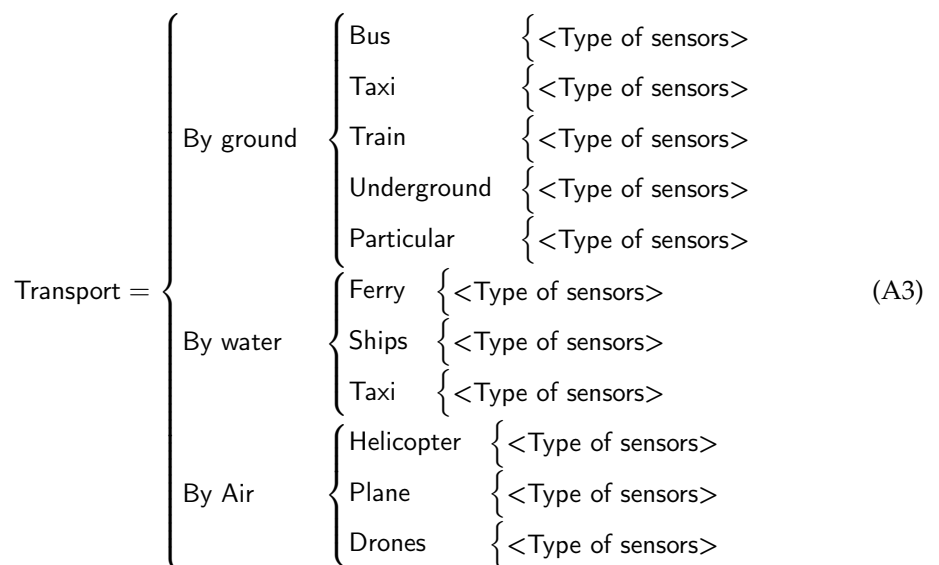 Bus <Type of sensors>
Taxi <Type of sensors>
By ground Train <Type of sensors>
Underground <Type of sensors>
Particular <Type of sensors>
Transport = Ferry <Type of sensors> (A3)
By water Ships <Type of sensors>
Taxi <Type of sensors>
Helicopter <Type of sensors>
By Air Plane <Type of sensors>
Drones <Type of sensors>